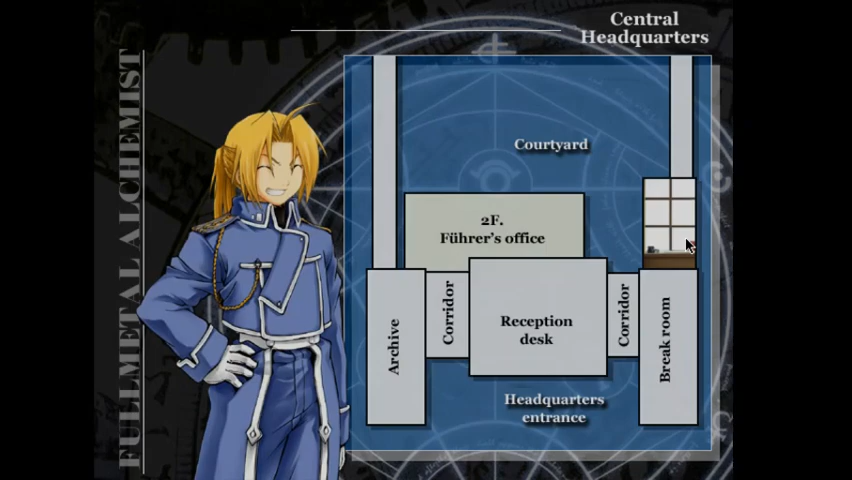 Central
Headquarters
FULLMETAL ALCHEMIST
Courtyard
2F.
Führer's office
Archive
Corridor
Reception
desk
Corridor
Break room
Headquarters
entrance